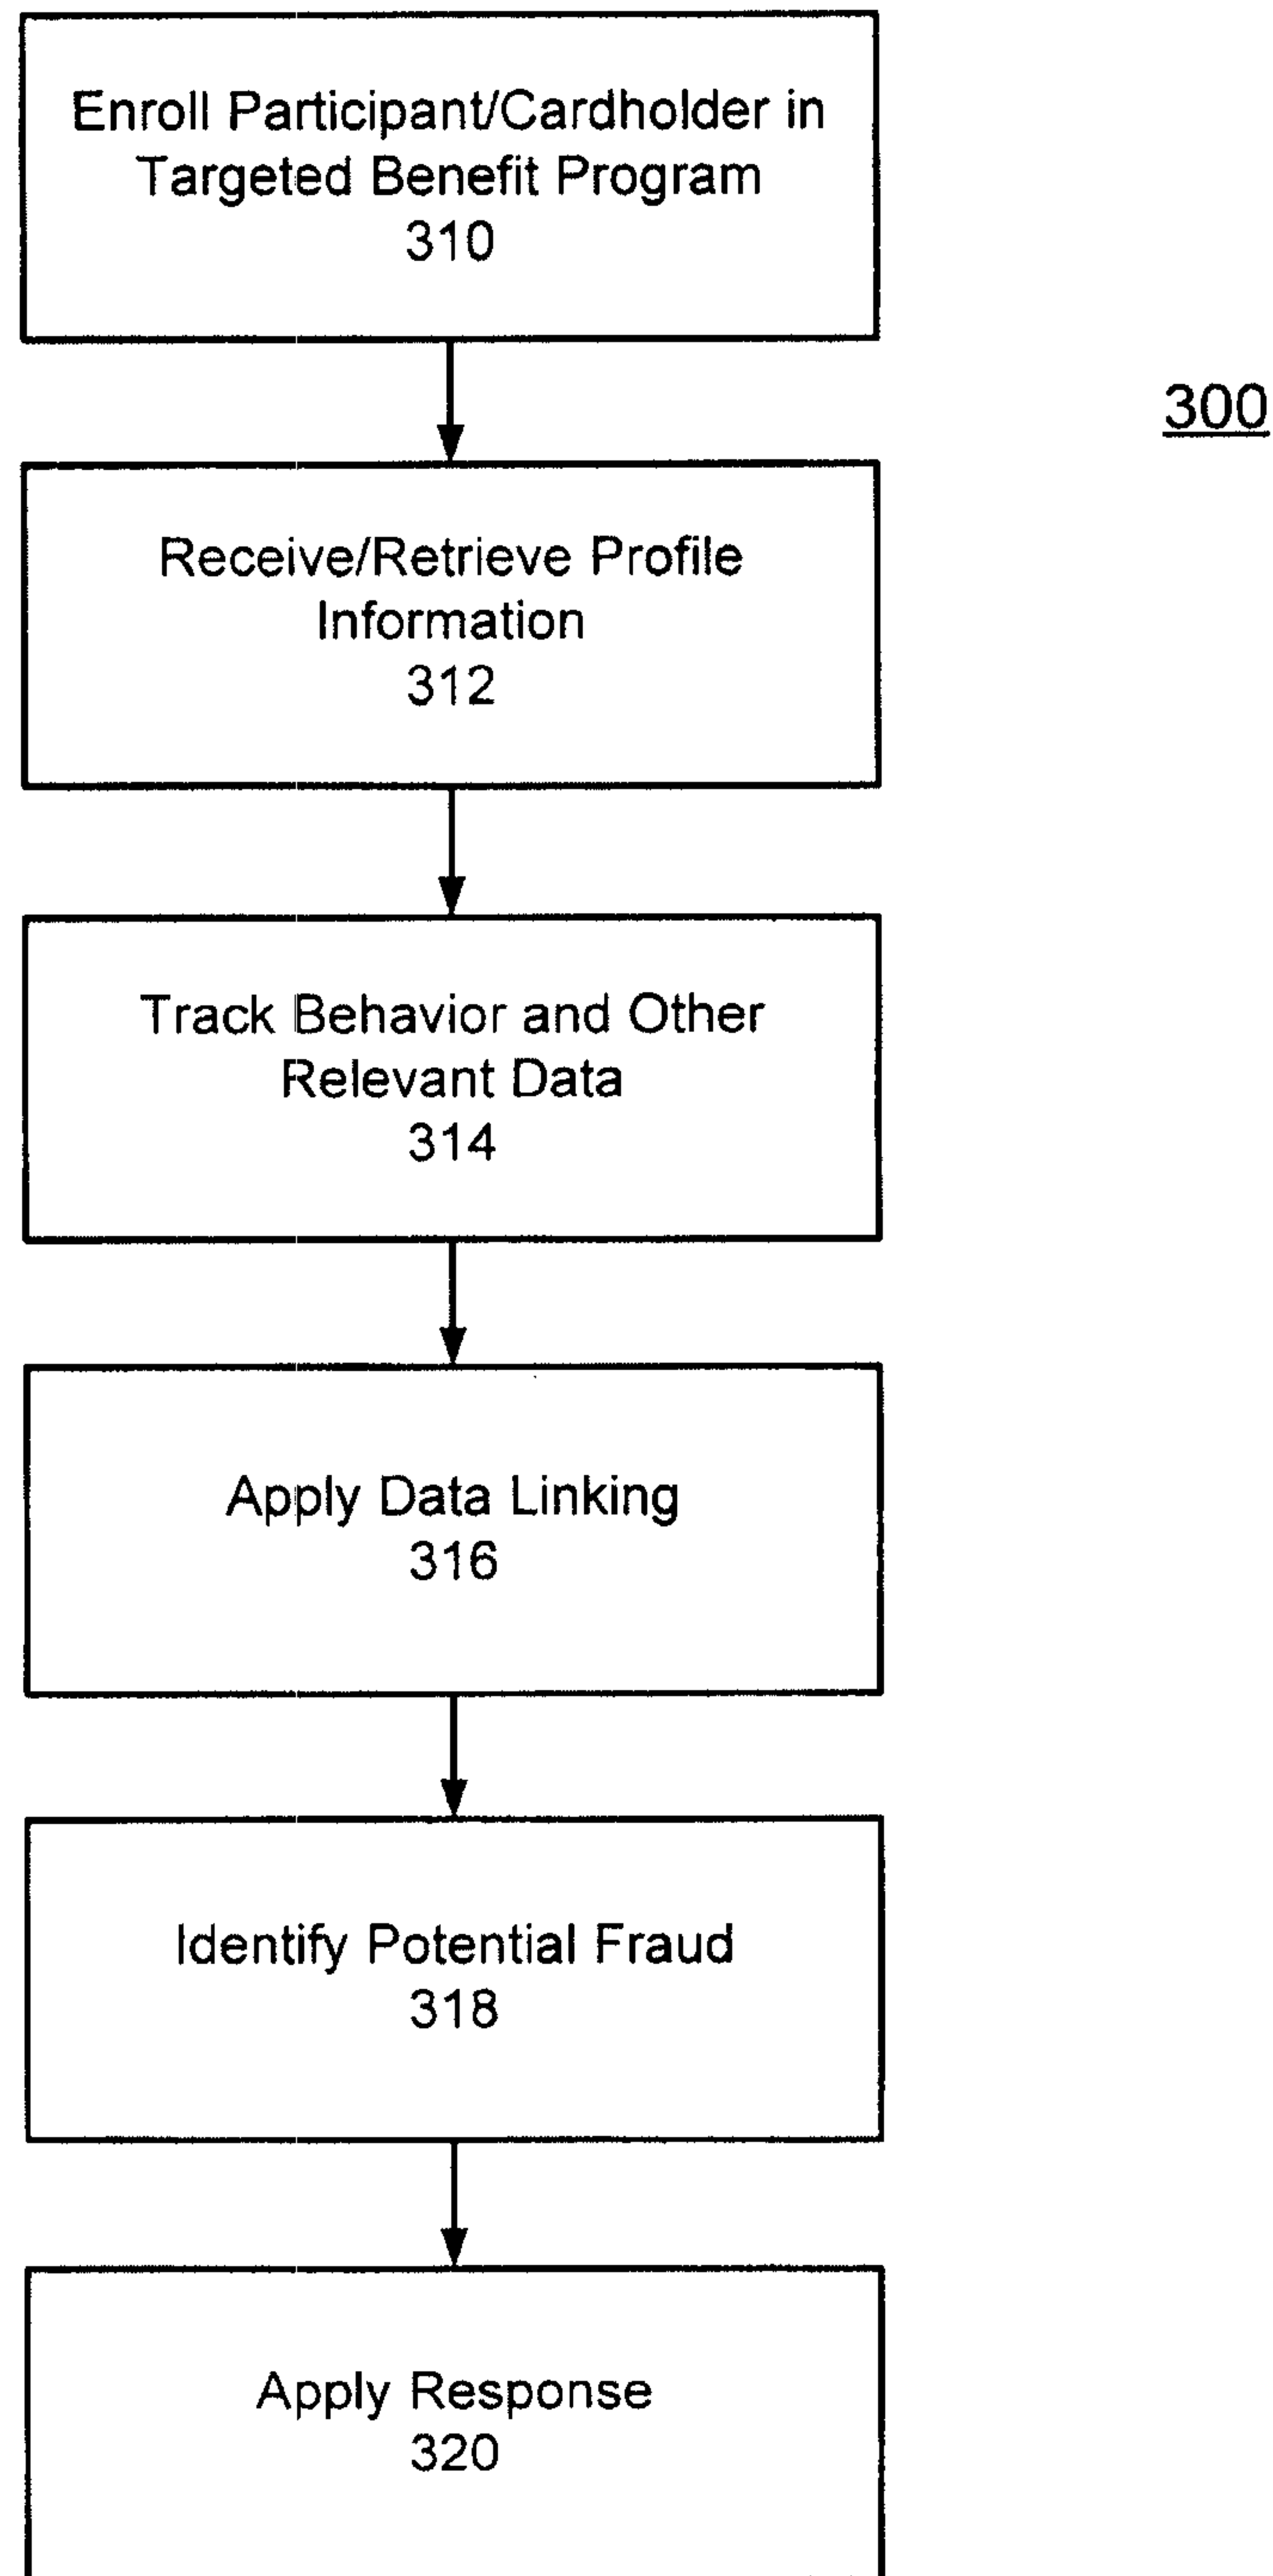 Enroll Participant/Cardholder in
Targeted Benefit Program
310
300
Receive/Retrieve Profile
Information
312
Track Behavior and Other
Relevant Data
314
Apply Data Linking
316
Identify Potential Fraud
318
Apply Response
320